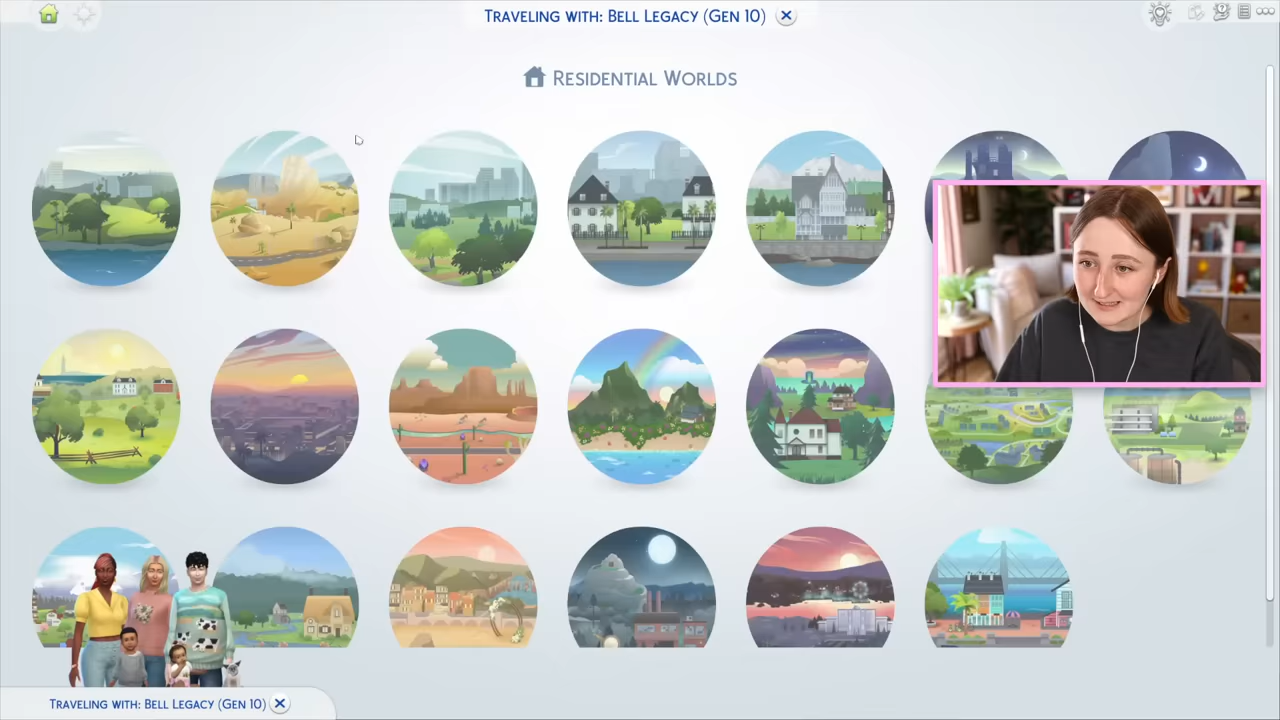 Traveling with: Bell Legacy (Gen 10)
Residential Worlds
Traveling with: Bell Legacy (Gen 10)